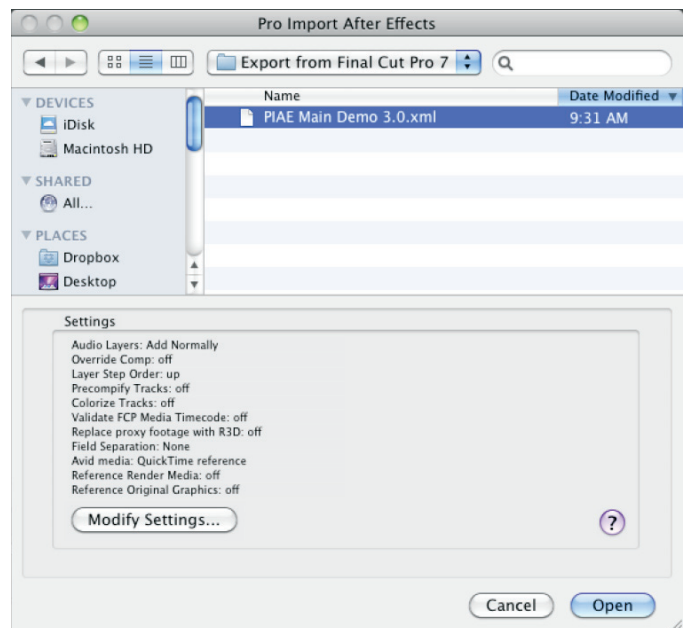 Pro Import After Effects
Export from Final Cut Pro 7
Name Date Modified
DEVICES
iDisk
Macintosh HD
SHARED
All...
PLACES
Dropbox
Desktop
PIAE Main Demo 3.0.xml 9:31 AM
Settings
Audio Layers: Add Normally
Override Comp: off
Layer Step Order: up
Precompify Tracks: off
Colorize Tracks: off
Validate FCP Media Timecode: off
Replace proxy footage with R3D: off
Field Separation: None
Avid media: QuickTime reference
Reference Render Media: off
Reference Original Graphics: off
Modify Settings...
?
Cancel Open